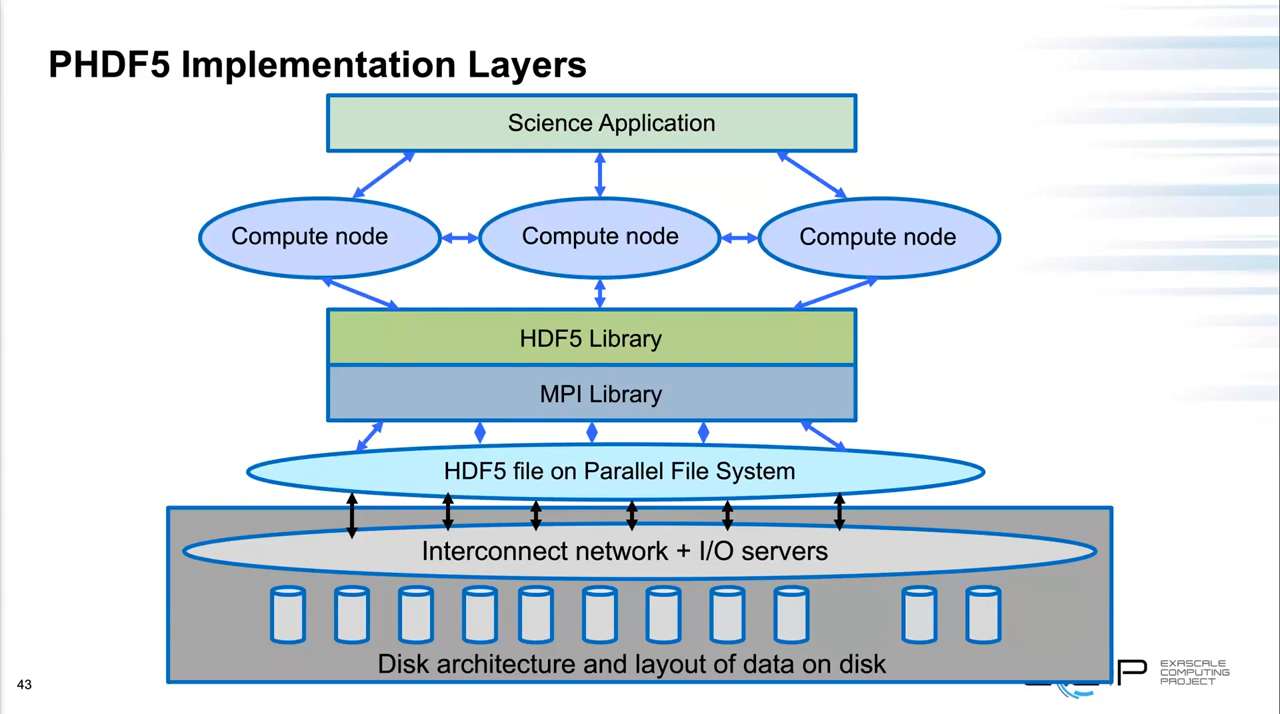 PHDF5 Implementation Layers
Science Application
Compute node
Compute node
Compute node
HDF5 Library
MPI Library
HDF5 file on Parallel File System
Interconnect network + I/O servers
Disk architecture and layout of data on disk
43
P
EXASCALE
COMPUTING
PROJECT